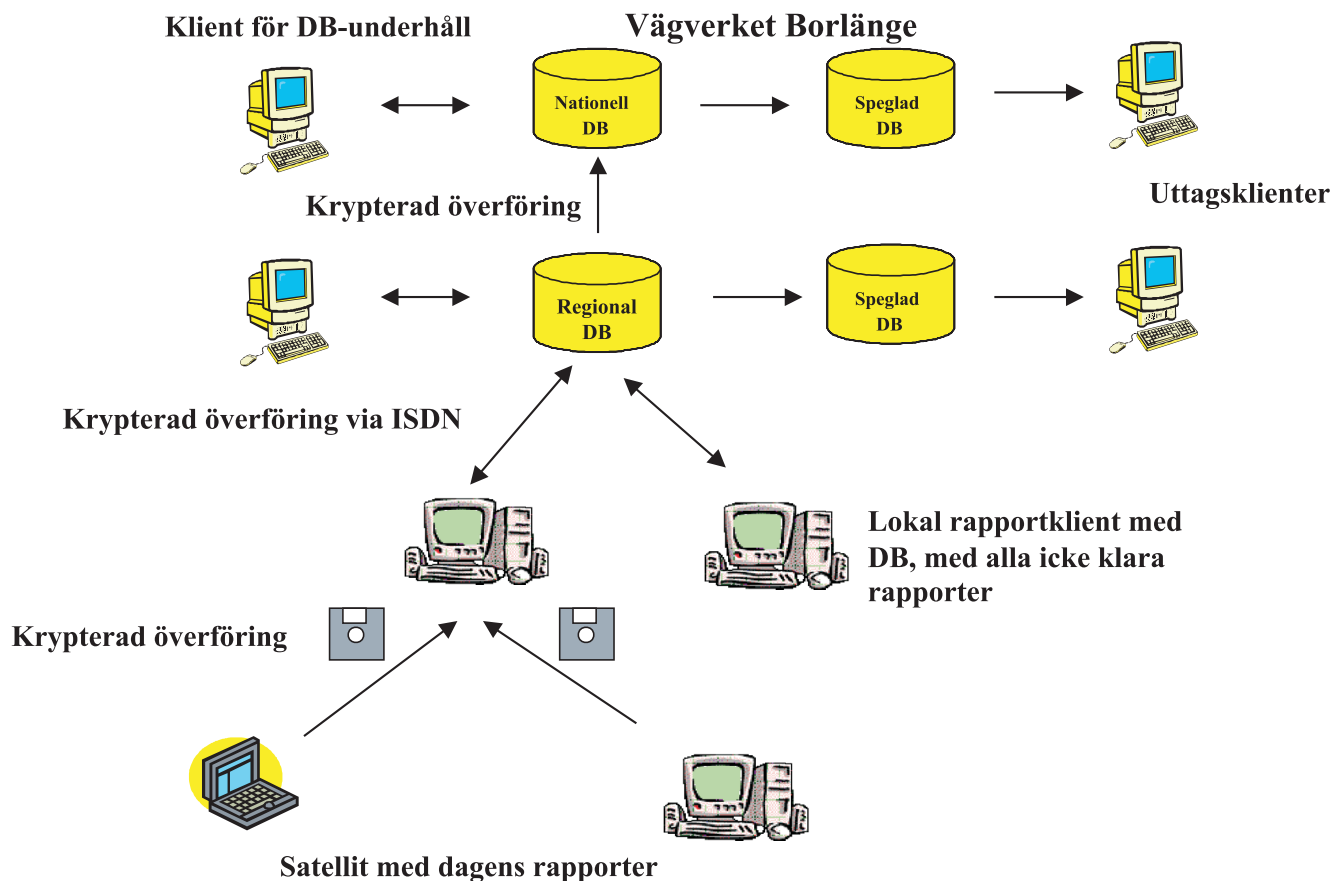 Klient för DB-underhåll
Vägverket Borlänge
Nationell
DB
Speglad
DB
Krypterad överföring
Uttagsklienter
Regional
DB
Speglad
DB
Krypterad överföring via ISDN
Lokal rapportklient med
DB, med alla icke klara
rapporter
Krypterad överföring
Satellit med dagens rapporter